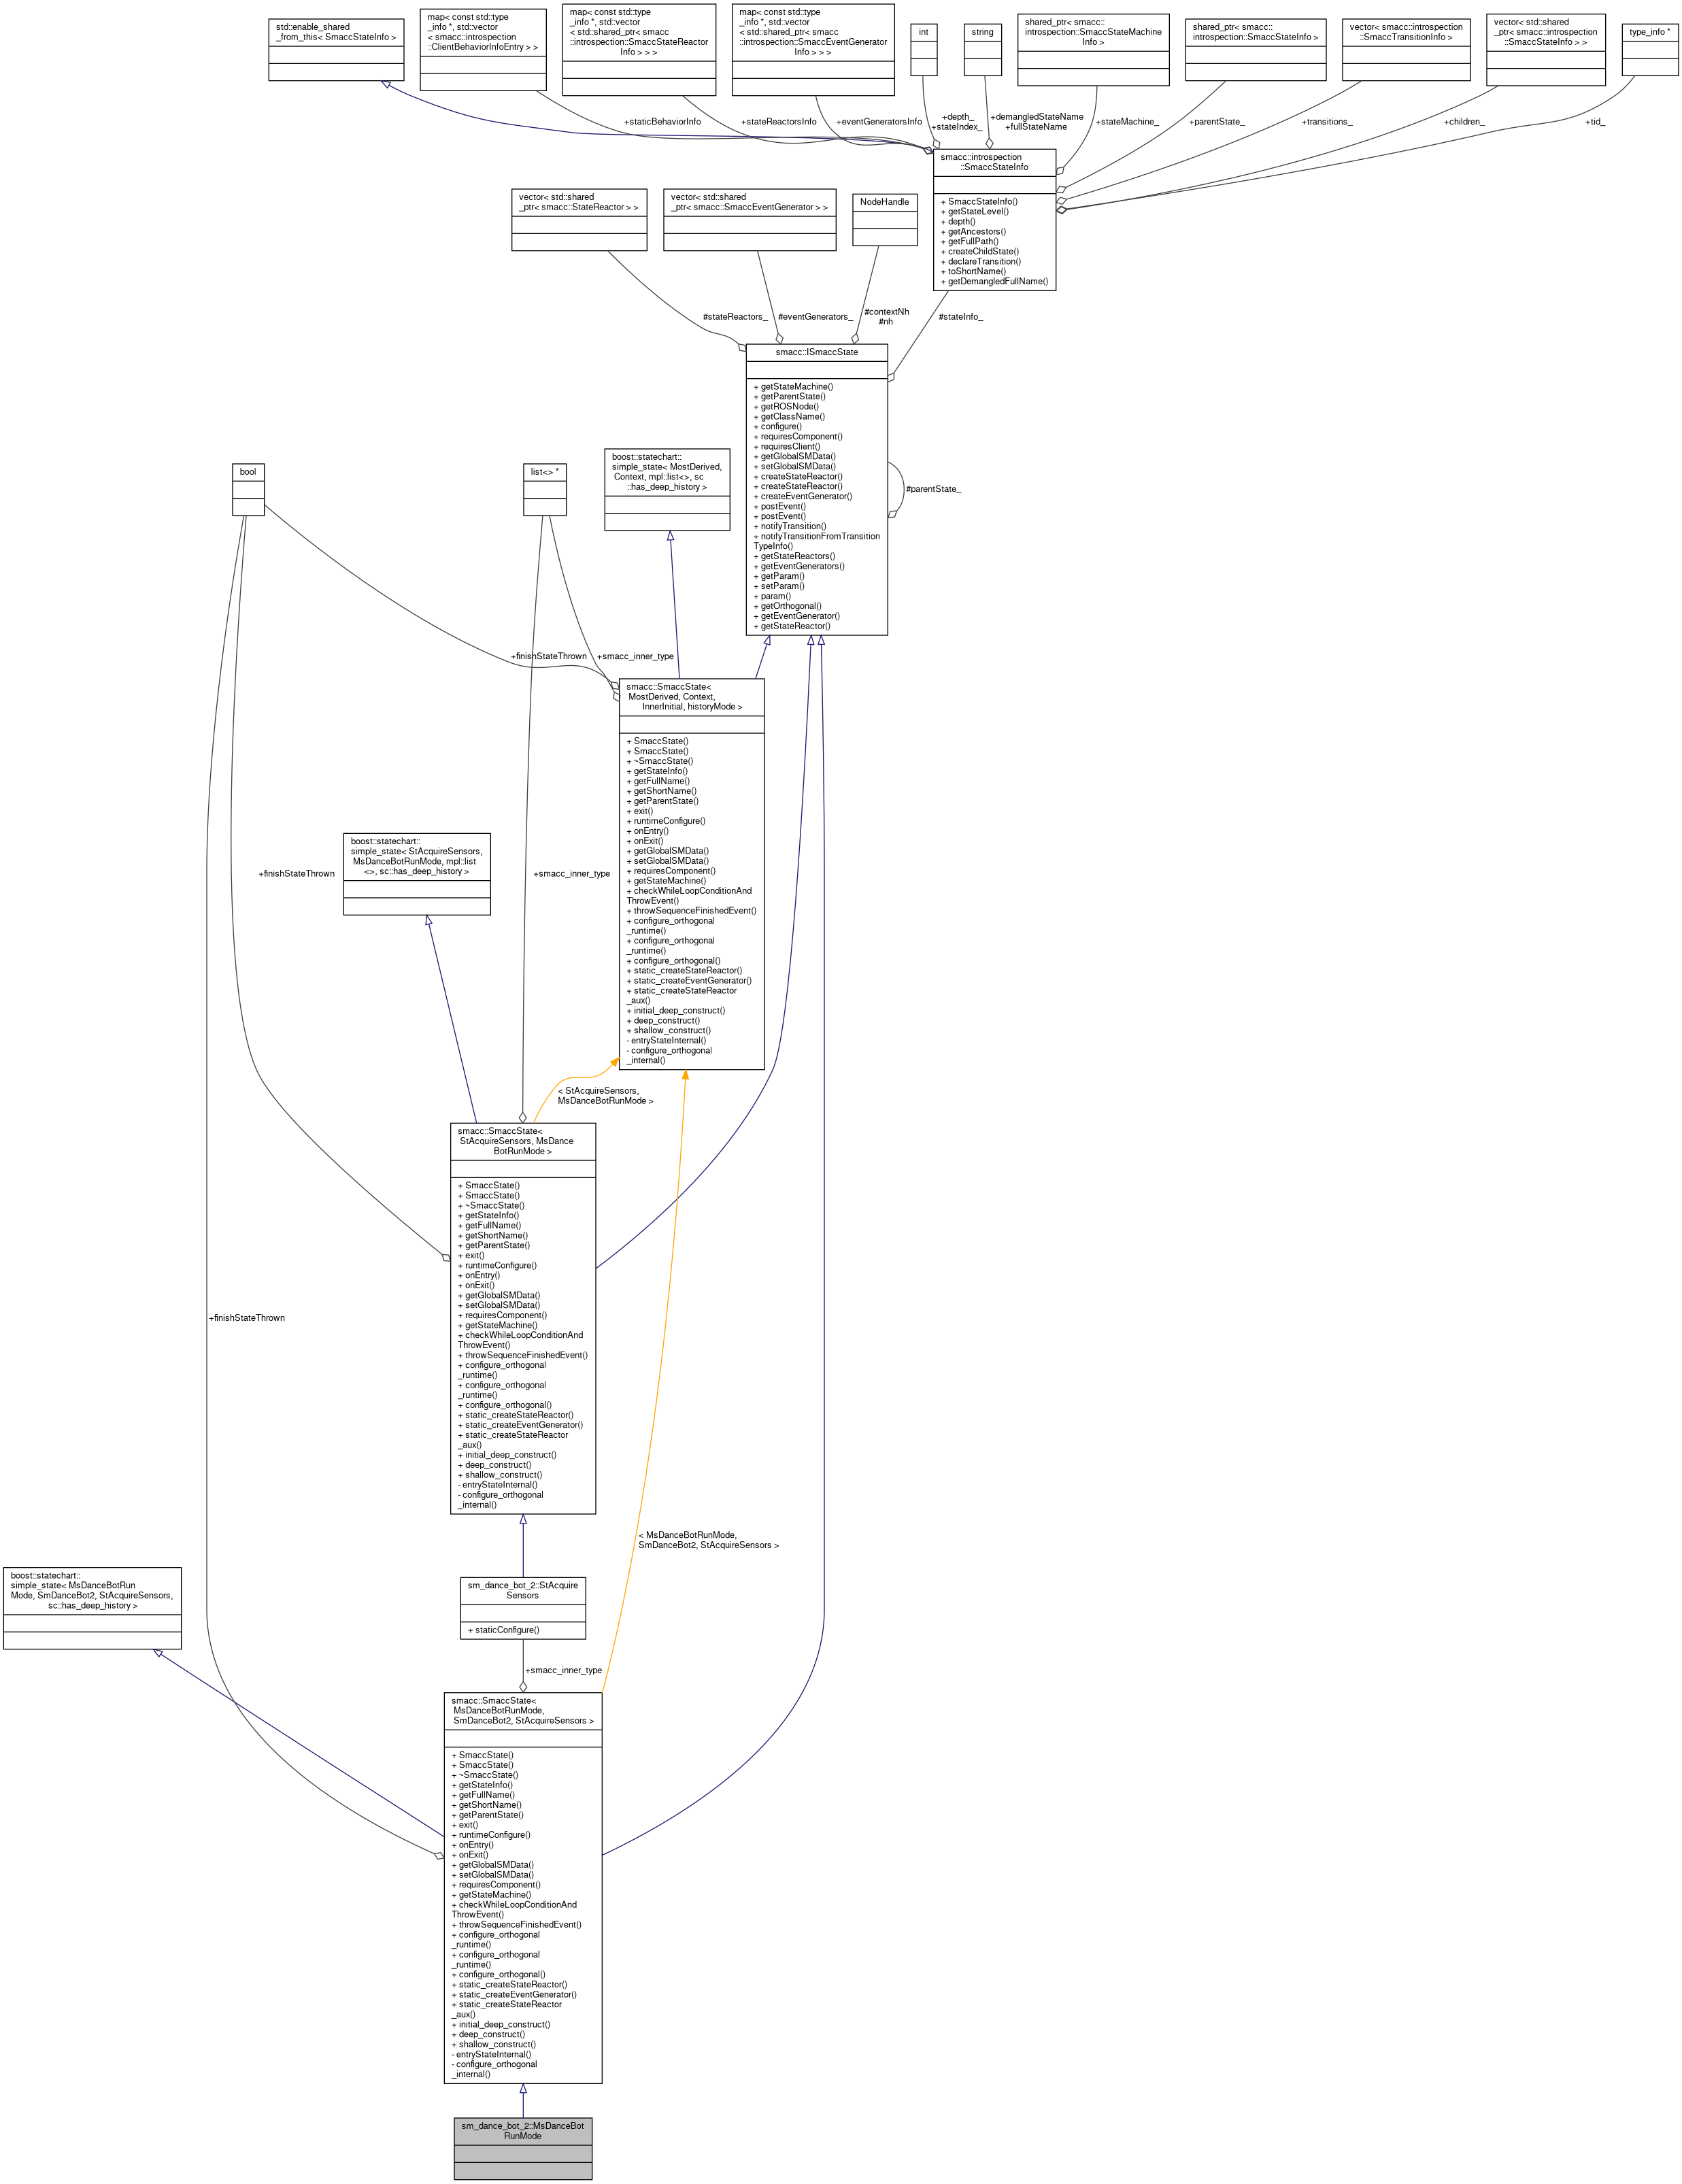 std::enable_shared
_from_this< SmaccStateInfo >
map< const std::type
_info *, std::vector
< smacc::introspection
::ClientBehaviorInfoEntry > >
map< const std::type
_info *, std::vector
< std::shared_ptr< smacc
::introspection::SmaccStateReactor
Info > > >
map< const std::type
_info *, std::vector
< std::shared_ptr< smacc
::introspection::SmaccEventGenerator
Info > > >
int
string
shared_ptr< smacc::
introspection::SmaccStateMachine
Info >
shared_ptr< smacc::
introspection::SmaccStateInfo >
vector< smacc::introspection
::SmaccTransitionInfo >
vector< std::shared
_ptr< smacc::introspection
::SmaccStateInfo > >
type_info *
+staticBehaviorInfo
+stateReactorsInfo
+eventGeneratorsInfo
+depth_
+stateIndex_
+demangledStateName
+fullStateName
+stateMachine_
+parentState_
+transitions_
+children_
+tid_
smacc::introspection
::SmaccStateInfo
+ SmaccStateInfo()
+ getStateLevel()
+ depth()
+ getAncestors()
+ getFullPath()
+ createChildState()
+ declareTransition()
+ toShortName()
+ getDemangledFullName()
vector< std::shared
_ptr< smacc::StateReactor > >
vector< std::shared
_ptr< smacc::SmaccEventGenerator > >
NodeHandle
#stateReactors_
#eventGenerators_
#contextNh
#nh
#stateInfo_
smacc::ISmaccState
+ getStateMachine()
+ getParentState()
+ getROSNode()
+ getClassName()
+ configure()
+ requiresComponent()
+ requiresClient()
+ getGlobalSMData()
+ setGlobalSMData()
+ createStateReactor()
+ createStateReactor()
+ createEventGenerator()
+ postEvent()
+ postEvent()
+ notifyTransition()
+ notifyTransitionFromTransition
TypeInfo()
+ getStateReactors()
+ getEventGenerators()
+ getParam()
+ setParam()
+ param()
+ getOrthogonal()
+ getEventGenerator()
+ getStateReactor()
#parentState_
bool
list<> *
boost::statechart::
simple_state< MostDerived,
Context, mpl::list<>, sc
::has_deep_history >
+finishStateThrown
+smacc_inner_type
smacc::SmaccState<
MostDerived, Context,
InnerInitial, historyMode >
+ SmaccState()
+ SmaccState()
+ ~SmaccState()
+ getStateInfo()
+ getFullName()
+ getShortName()
+ getParentState()
+ exit()
+ runtimeConfigure()
+ onEntry()
+ onExit()
+ getGlobalSMData()
+ setGlobalSMData()
+ requiresComponent()
+ getStateMachine()
+ checkWhileLoopConditionAnd
ThrowEvent()
+ throwSequenceFinishedEvent()
+ configure_orthogonal
_runtime()
+ configure_orthogonal
_runtime()
+ configure_orthogonal()
+ static_createStateReactor()
+ static_createEventGenerator()
+ static_createStateReactor
_aux()
+ initial_deep_construct()
+ deep_construct()
+ shallow_construct()
- entryStateInternal()
- configure_orthogonal
_internal()
boost::statechart::
simple_state< StAcquireSensors,
MsDanceBotRunMode, mpl::list
<>, sc::has_deep_history >
+finishStateThrown
+smacc_inner_type
< StAcquireSensors,
MsDanceBotRunMode >
smacc::SmaccState<
StAcquireSensors, MsDance
BotRunMode >
+ SmaccState()
+ SmaccState()
+ ~SmaccState()
+ getStateInfo()
+ getFullName()
+ getShortName()
+ getParentState()
+ exit()
+ runtimeConfigure()
+ onEntry()
+ onExit()
+ getGlobalSMData()
+ setGlobalSMData()
+ requiresComponent()
+ getStateMachine()
+ checkWhileLoopConditionAnd
ThrowEvent()
+ throwSequenceFinishedEvent()
+ configure_orthogonal
_runtime()
+ configure_orthogonal
_runtime()
+ configure_orthogonal()
+ static_createStateReactor()
+ static_createEventGenerator()
+ static_createStateReactor
_aux()
+ initial_deep_construct()
+ deep_construct()
+ shallow_construct()
- entryStateInternal()
- configure_orthogonal
_internal()
+finishStateThrown
< MsDanceBotRunMode,
SmDanceBot2, StAcquireSensors >
boost::statechart::
simple_state< MsDanceBotRun
Mode, SmDanceBot2, StAcquireSensors,
sc::has_deep_history >
sm_dance_bot_2::StAcquire
Sensors
+ staticConfigure()
+smacc_inner_type
smacc::SmaccState<
MsDanceBotRunMode,
SmDanceBot2, StAcquireSensors >
+ SmaccState()
+ SmaccState()
+ ~SmaccState()
+ getStateInfo()
+ getFullName()
+ getShortName()
+ getParentState()
+ exit()
+ runtimeConfigure()
+ onEntry()
+ onExit()
+ getGlobalSMData()
+ setGlobalSMData()
+ requiresComponent()
+ getStateMachine()
+ checkWhileLoopConditionAnd
ThrowEvent()
+ throwSequenceFinishedEvent()
+ configure_orthogonal
_runtime()
+ configure_orthogonal
_runtime()
+ configure_orthogonal()
+ static_createStateReactor()
+ static_createEventGenerator()
+ static_createStateReactor
_aux()
+ initial_deep_construct()
+ deep_construct()
+ shallow_construct()
- entryStateInternal()
- configure_orthogonal
_internal()
sm_dance_bot_2::MsDanceBot
RunMode